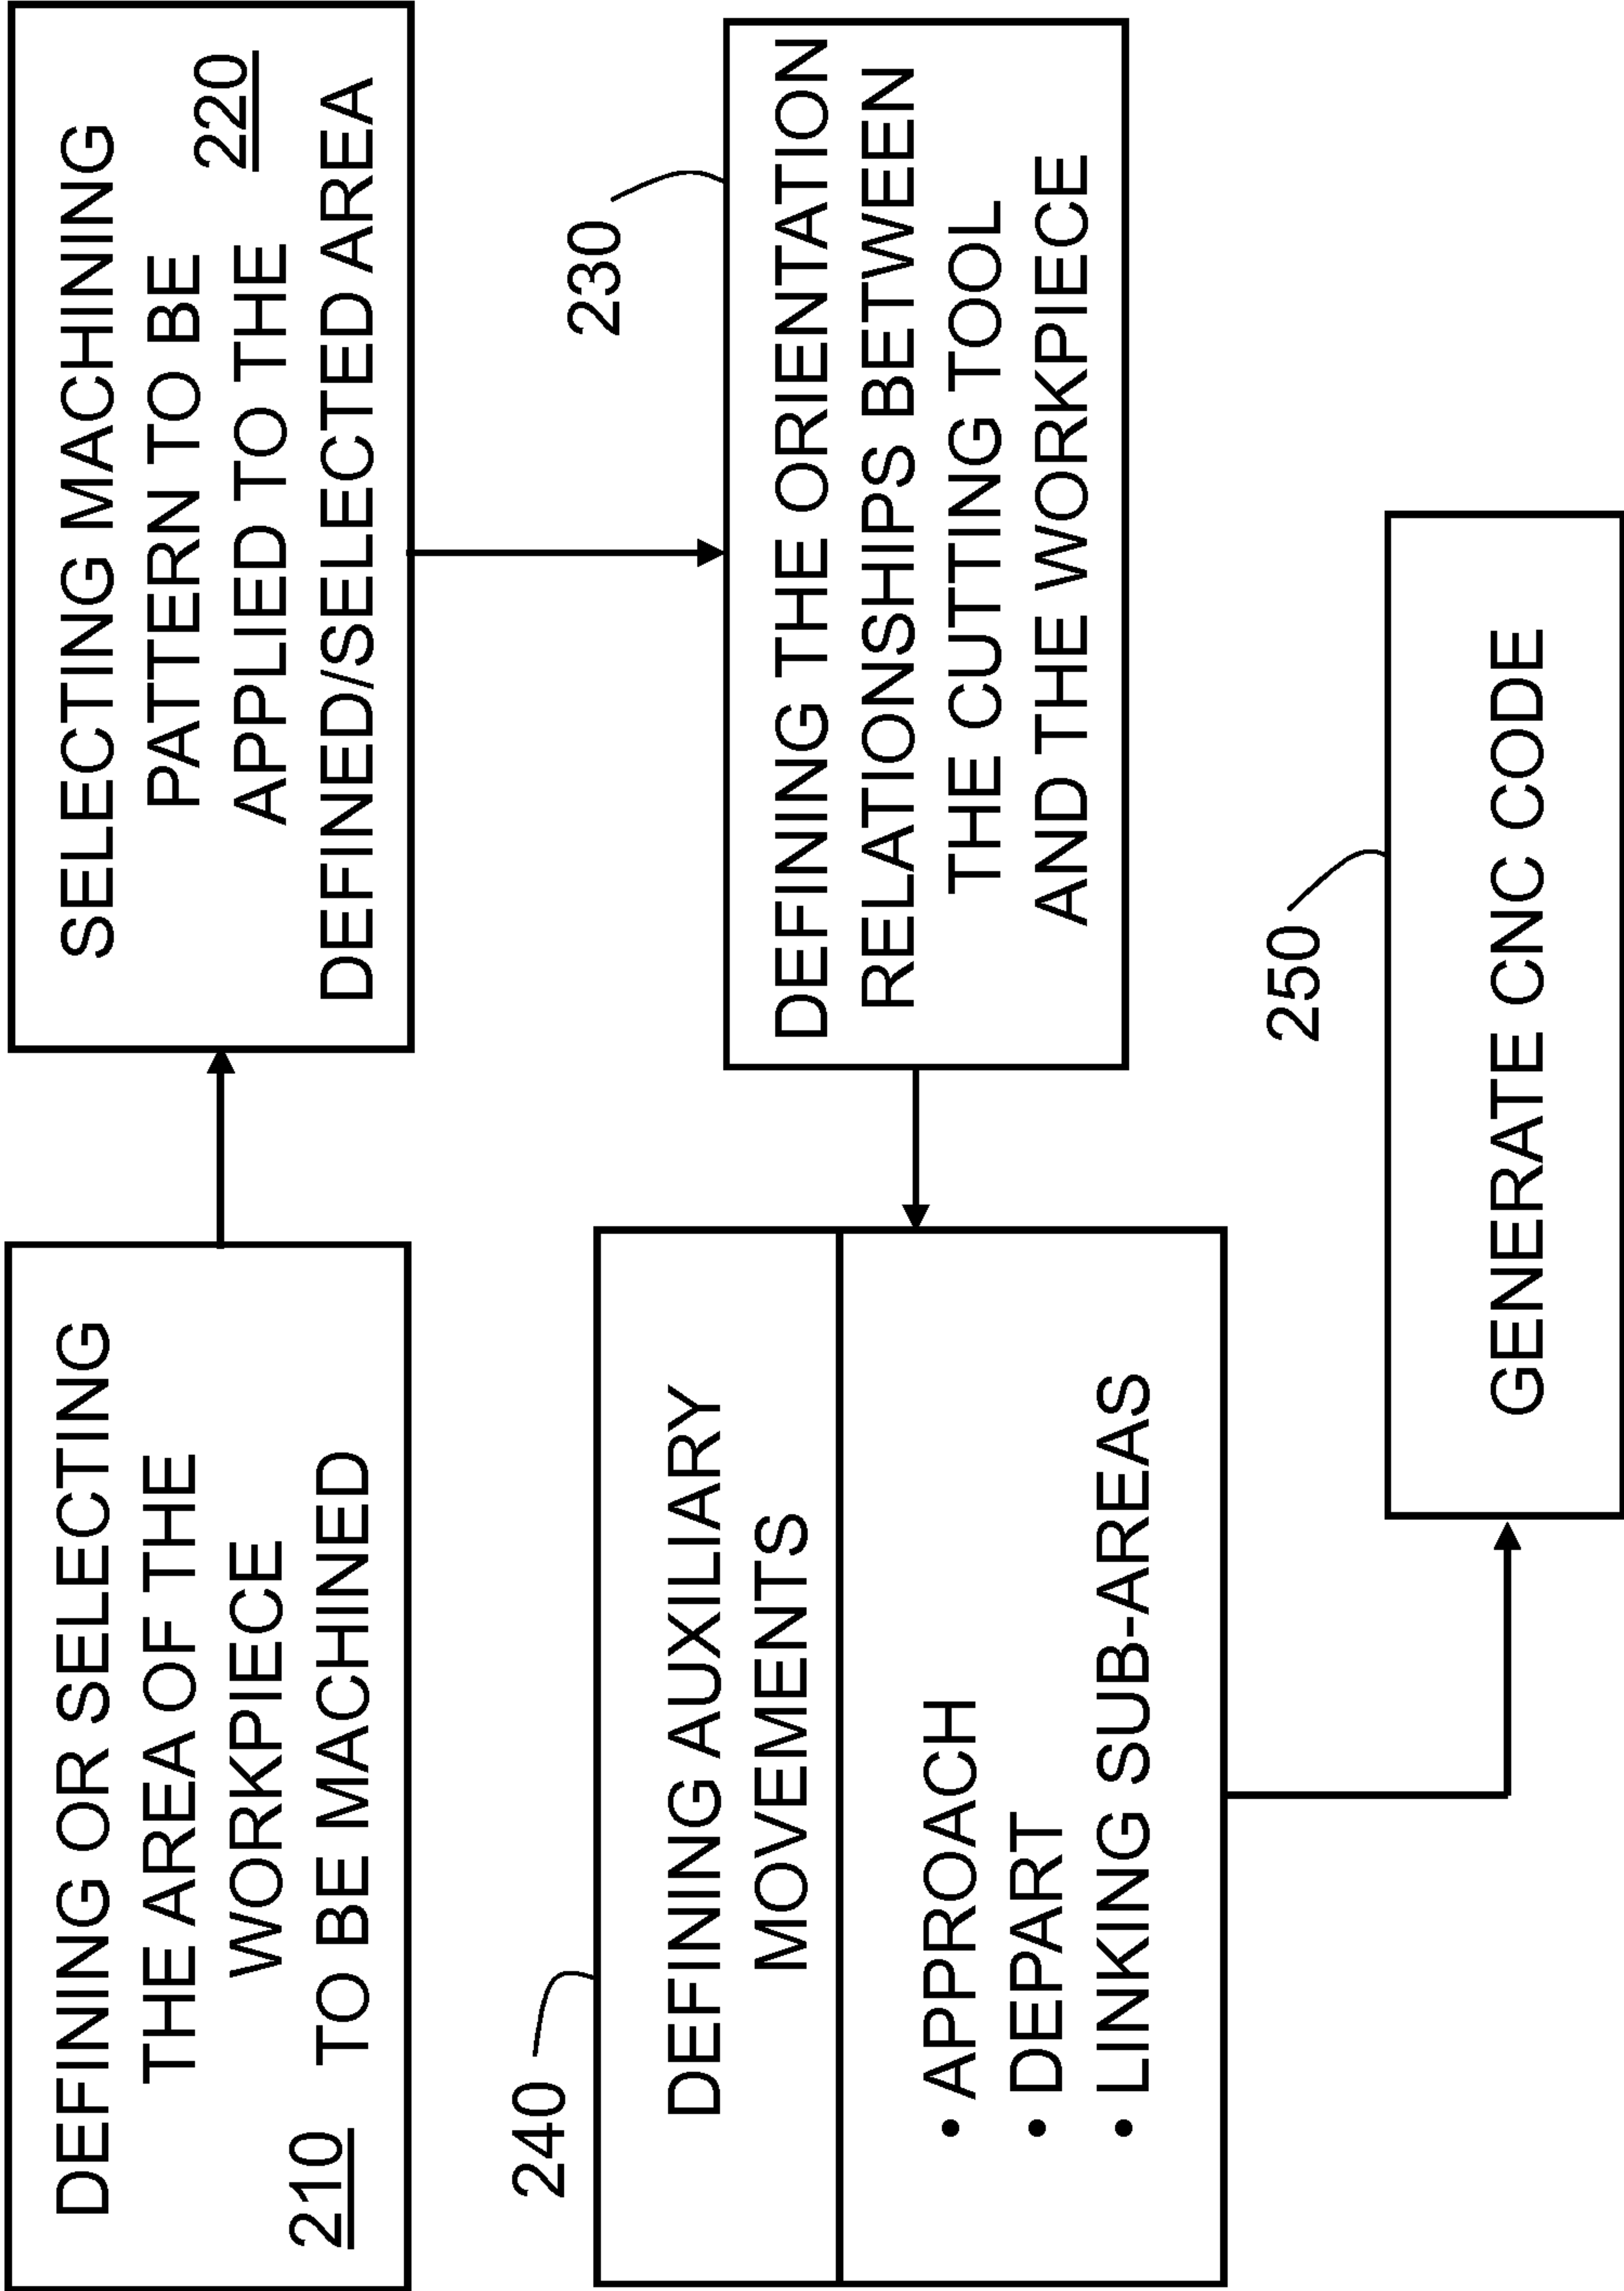 DEFINING OR SELECTING
THE AREA OF THE
WORKPIECE
210 TO BE MACHINED
SELECTING MACHINING
PATTERN TO BE
220
APPLIED TO THE
DEFINED/SELECTED AREA
230
DEFINING THE ORIENTATION
RELATIONSHIPS BETWEEN
THE CUTTING TOOL
AND THE WORKPIECE
240
DEFINING AUXILIARY
MOVEMENTS
• APPROACH
• DEPART
• LINKING SUB-AREAS
250
GENERATE CNC CODE